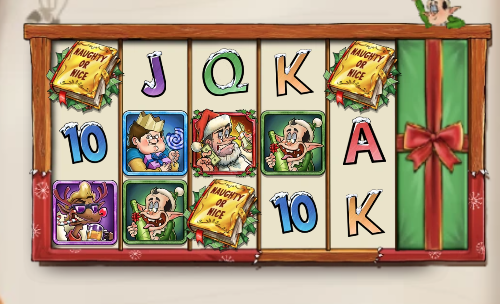 NAUGHTY
OR
NICE
J
Q
K
NAUGHTY
OR
NICE
10
A
NAUGHTY
OR
NICE
10
K